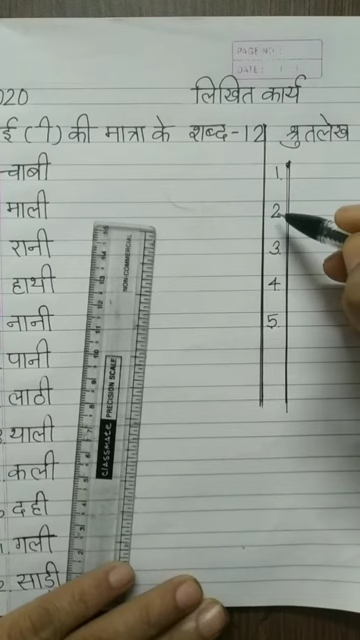 PAGE NO :
DATE : / /
020 लिखित कार्य
ई (ी) की मात्रा के शब्द-12 श्रुतलेख
चाबी 1.
माली 2.
रानी 3.
हाथी 4.
नानी 5.
पानी
लाठी
थाली
कली
दही
गली
साड़ी
NON-COMMERCIAL
CLASSMATE PRECISION SCALE